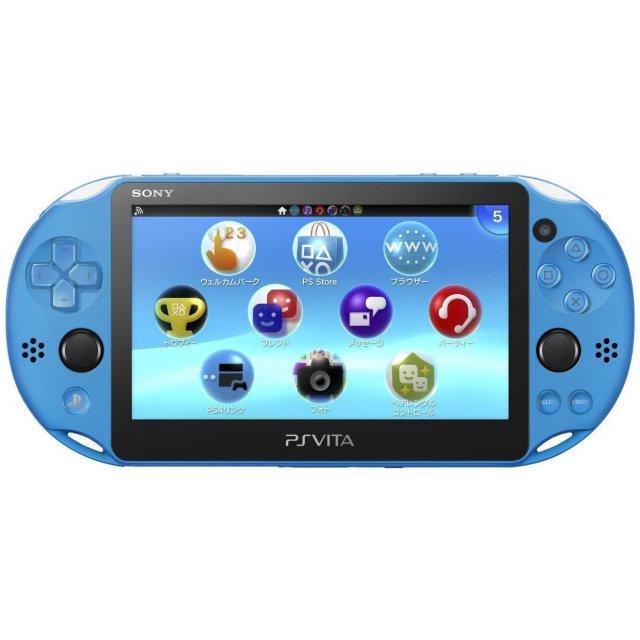 SONY
5
123
WWW
ウェルカムパーク
PS Store
ブラウザー
トロフィー
フレンド
メッセージ
パーティー
PS4リンク
フォト
ペアレンタル
コントロール
SELECT
START
PSVITA